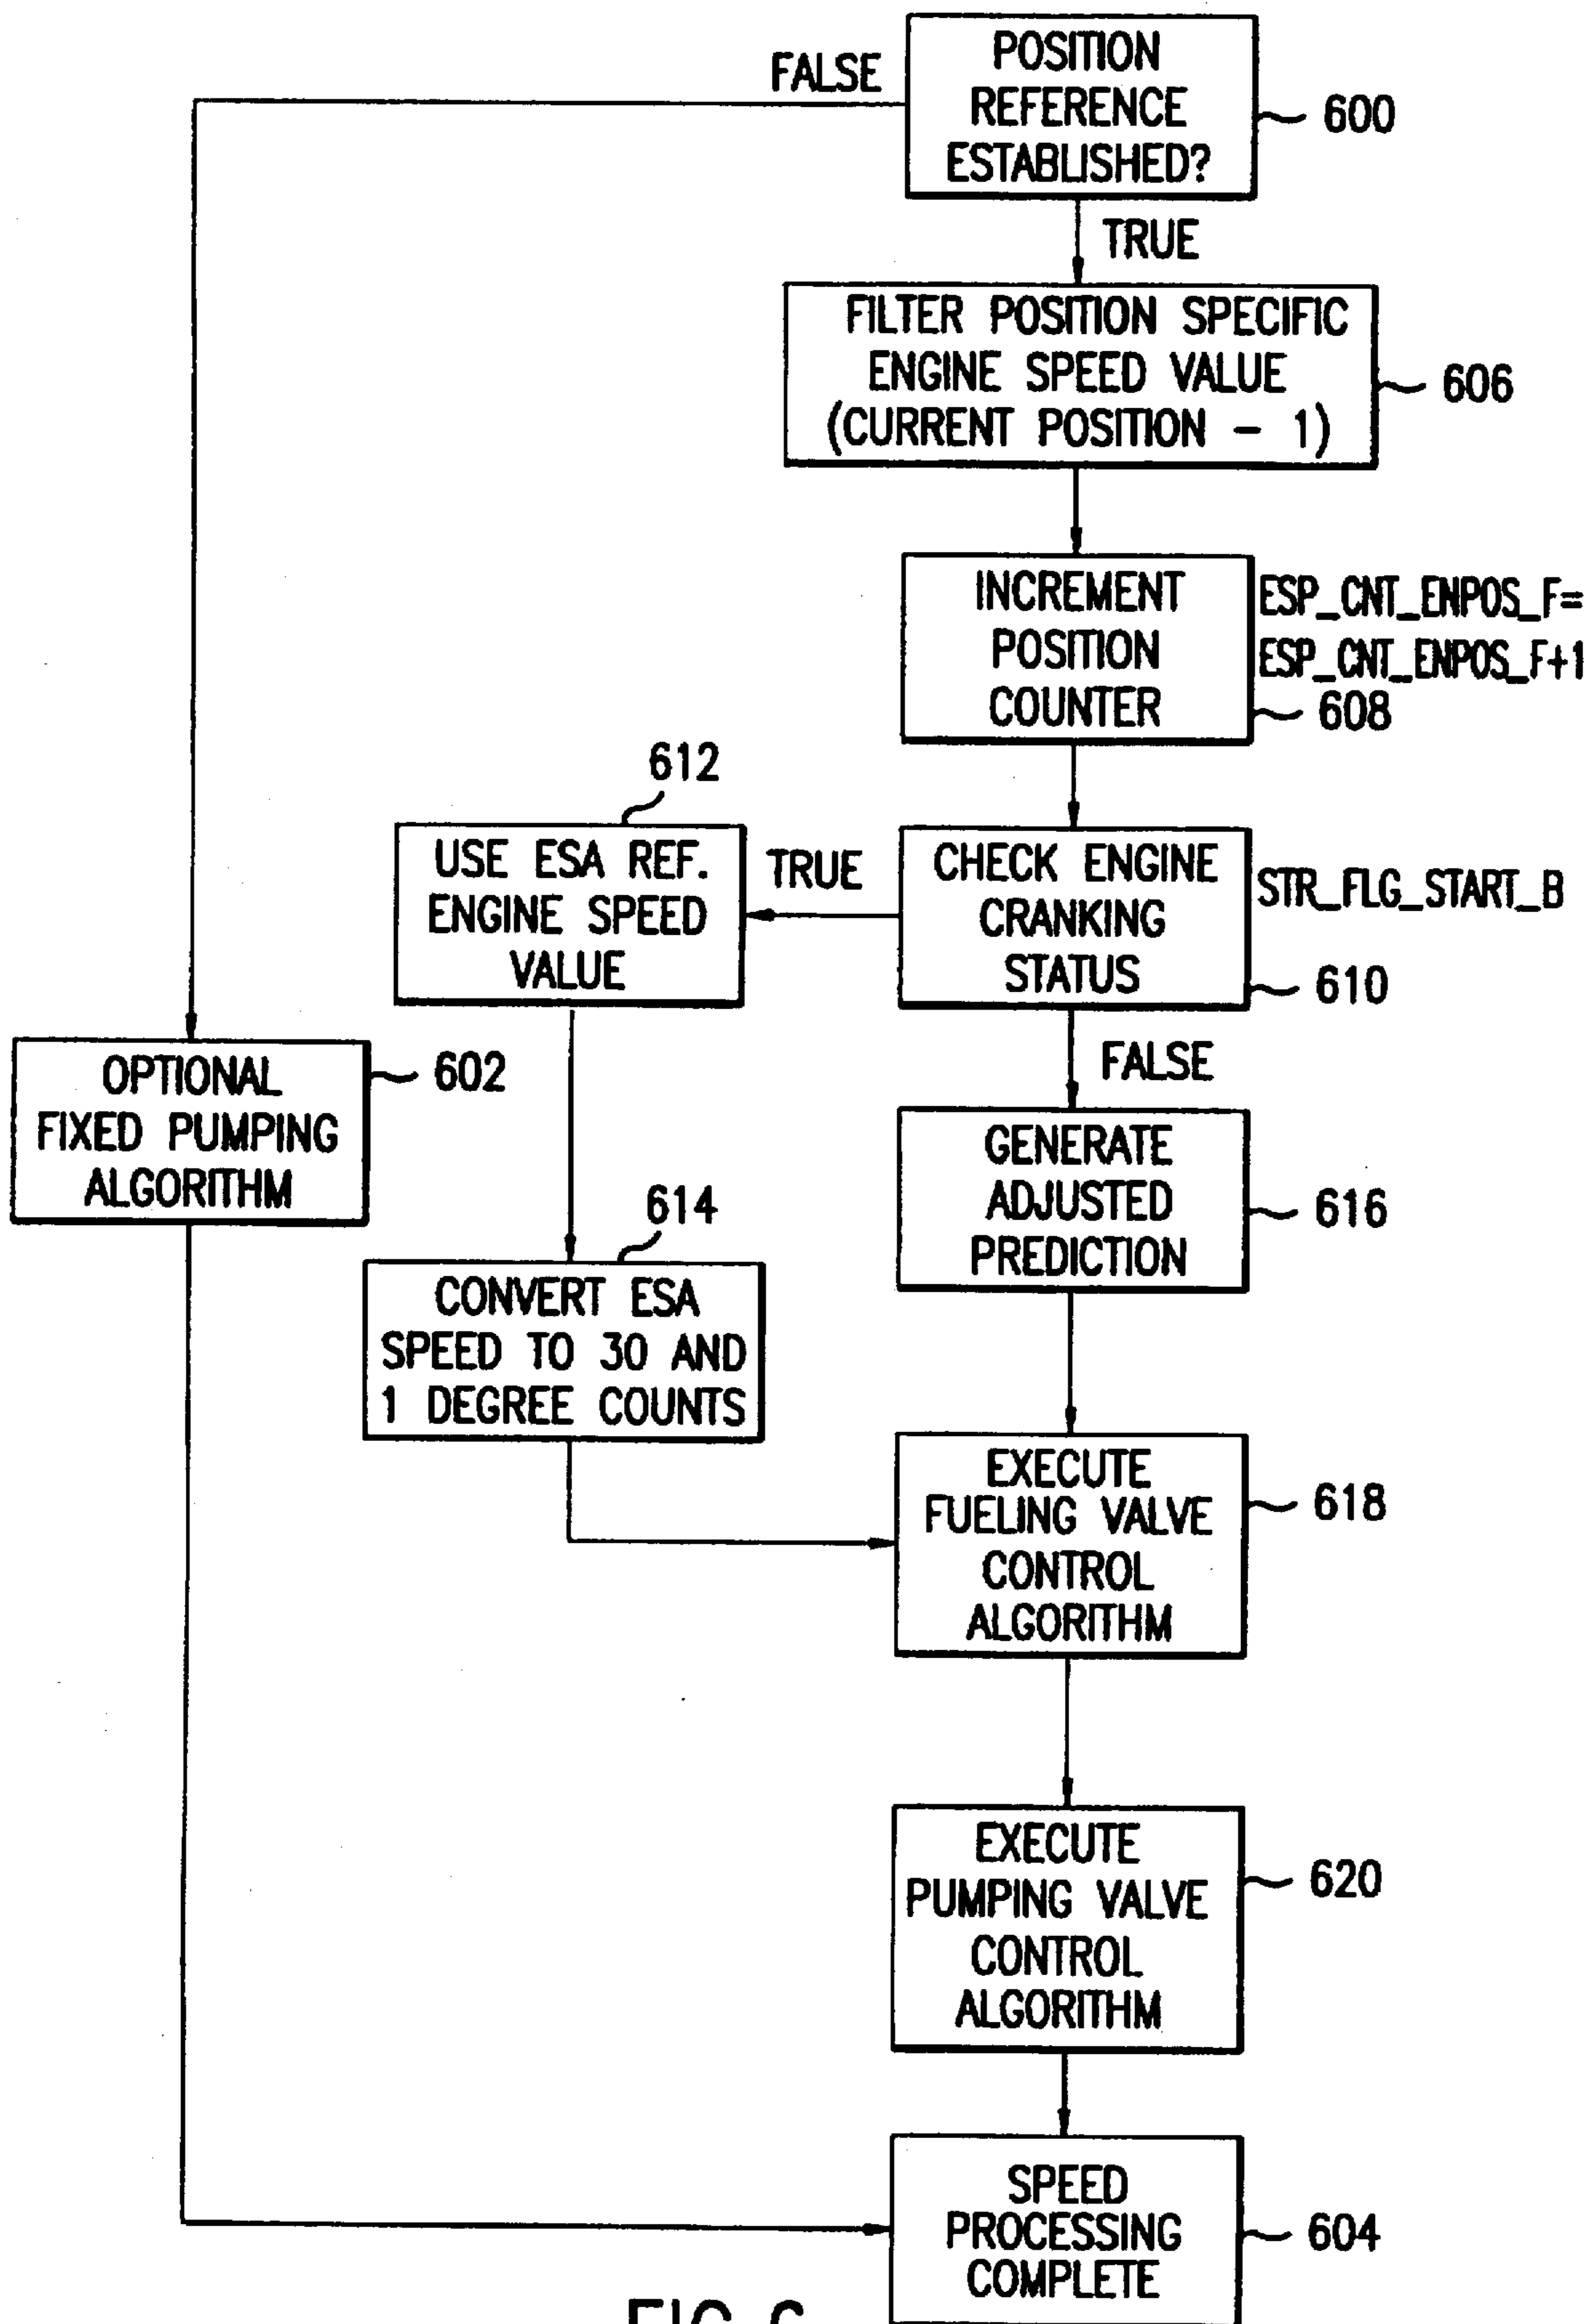 POSITION
REFERENCE
ESTABLISHED?
600
FALSE
TRUE
FILTER POSITION SPECIFIC
ENGINE SPEED VALUE
(CURRENT POSITION - 1)
606
INCREMENT
POSITION
COUNTER
ESP_CNT_ENPOS_F=
ESP_CNT_ENPOS_F+1
608
612
USE ESA REF.
ENGINE SPEED
VALUE
TRUE
CHECK ENGINE
CRANKING
STATUS
STR_FLG_START_B
610
FALSE
OPTIONAL
FIXED PUMPING
ALGORITHM
602
GENERATE
ADJUSTED
PREDICTION
616
614
CONVERT ESA
SPEED TO 30 AND
1 DEGREE COUNTS
EXECUTE
FUELING VALVE
CONTROL
ALGORITHM
618
EXECUTE
PUMPING VALVE
CONTROL
ALGORITHM
620
SPEED
PROCESSING
COMPLETE
604
FIG. 6